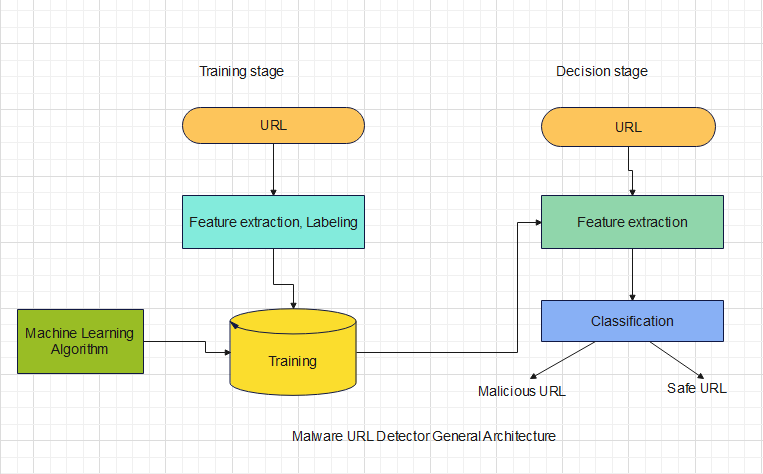 Training stage
Decision stage
URL
URL
Feature extraction, Labeling
Feature extraction
Machine Learning
Algorithm
Training
Classification
Malicious URL
Safe URL
Malware URL Detector General Architecture